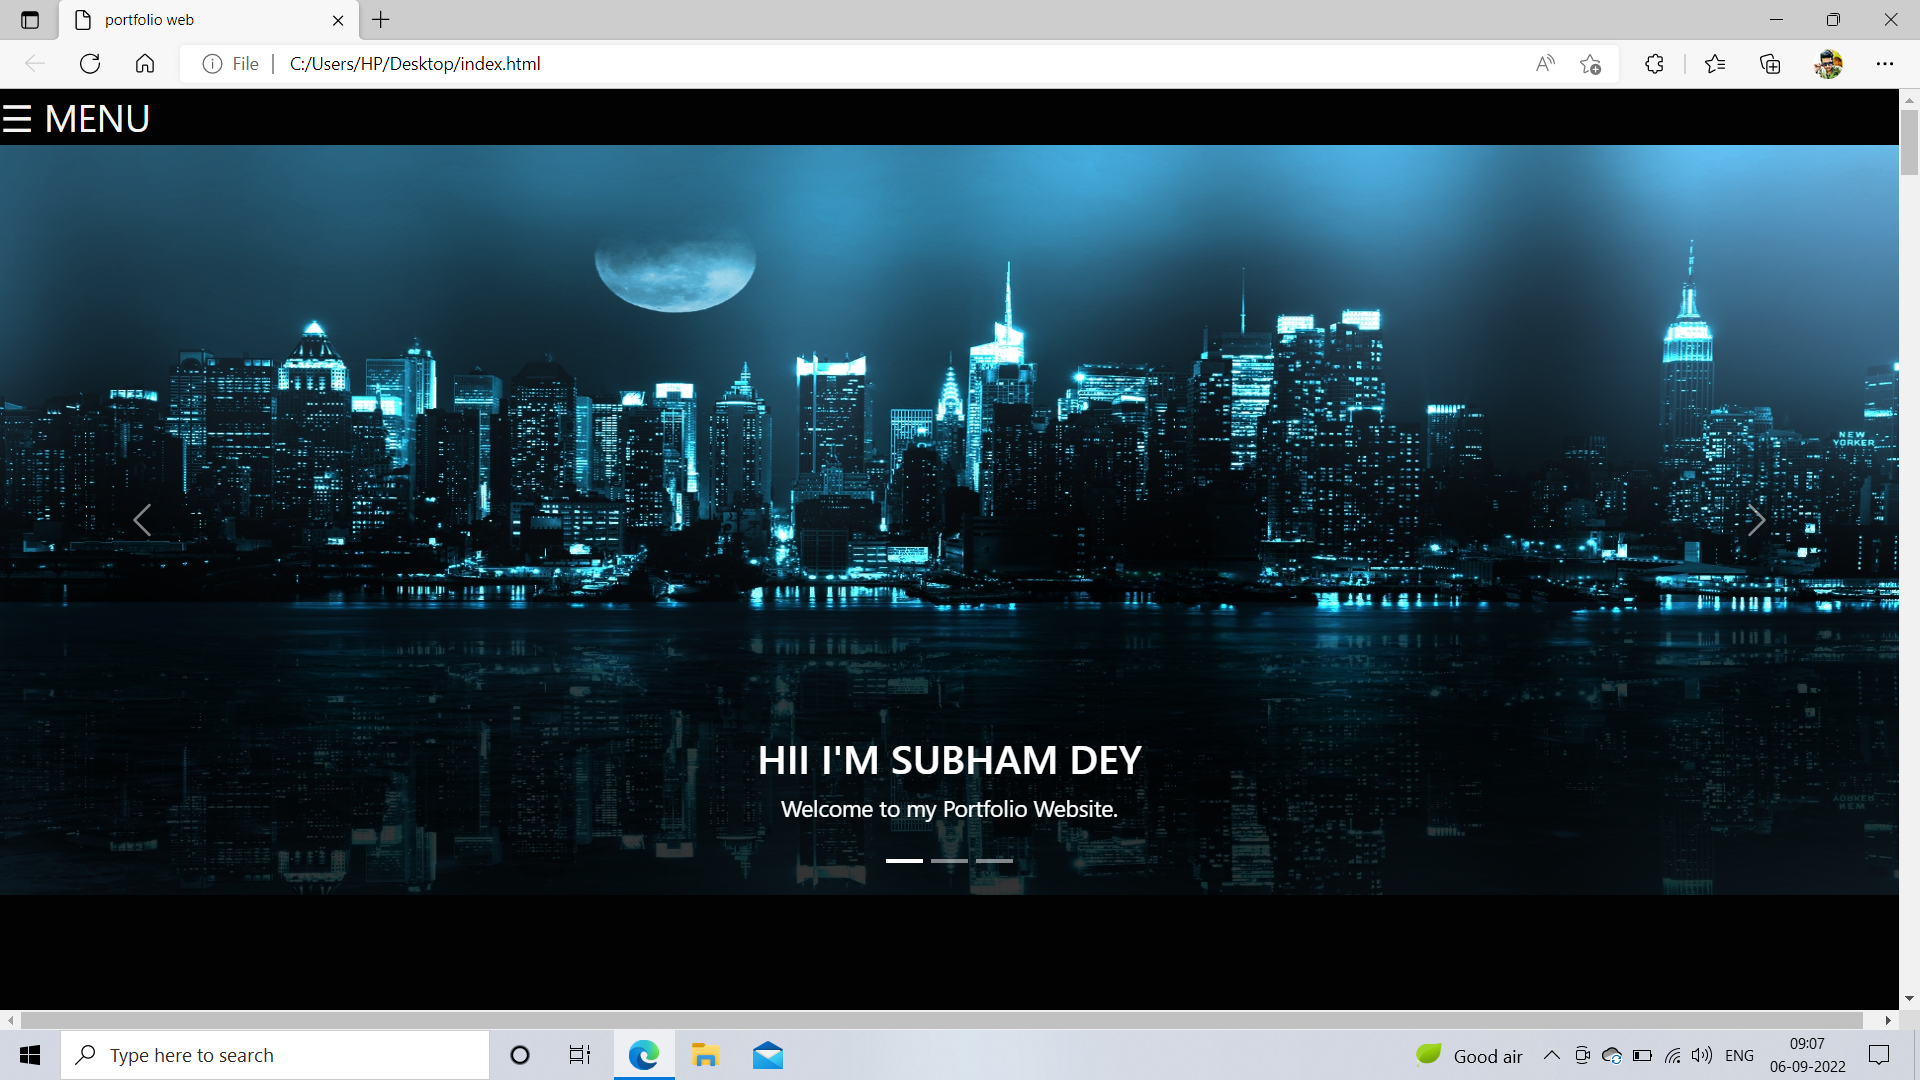 portfolio web
File
C:/Users/HP/Desktop/index.html
☰ MENU
NEW
YORKER
HII I'M SUBHAM DEY
Welcome to my Portfolio Website.
Type here to search
Good air
ENG
09:07
06-09-2022